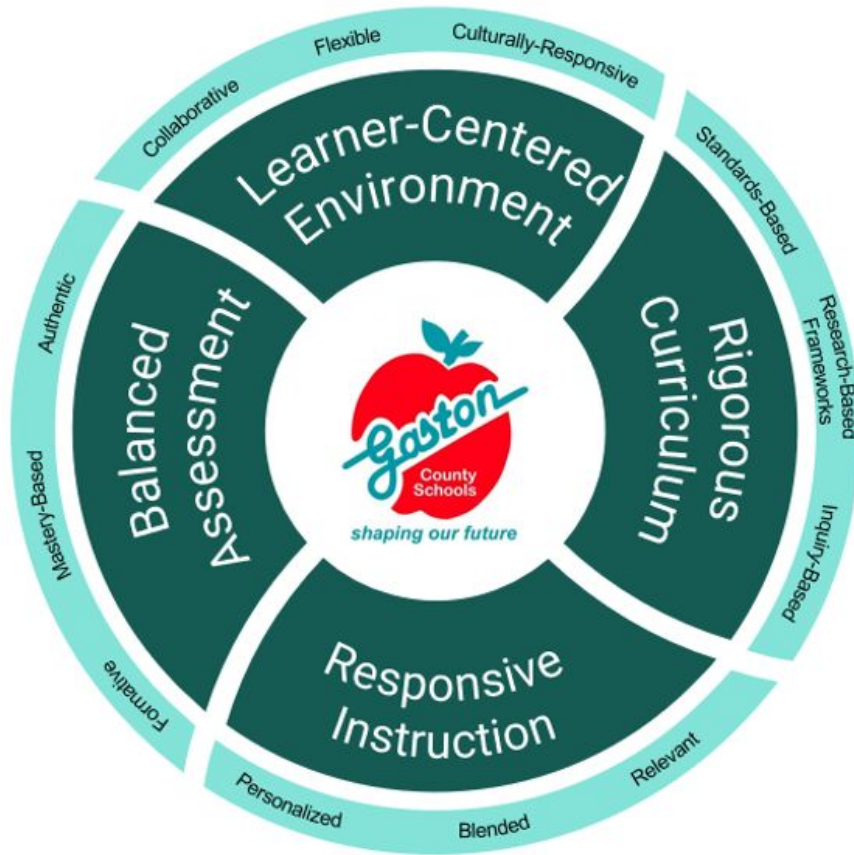 Collaborative
Flexible
Culturally-Responsive
Learner-Centered
Environment
Standards-Based
Research-Based
Frameworks
Inquiry-Based
Rigorous
Curriculum
Relevant
Blended
Personalized
Responsive
Instruction
Formative
Mastery-Based
Authentic
Balanced
Assessment
Gaston
County
Schools
shaping our future